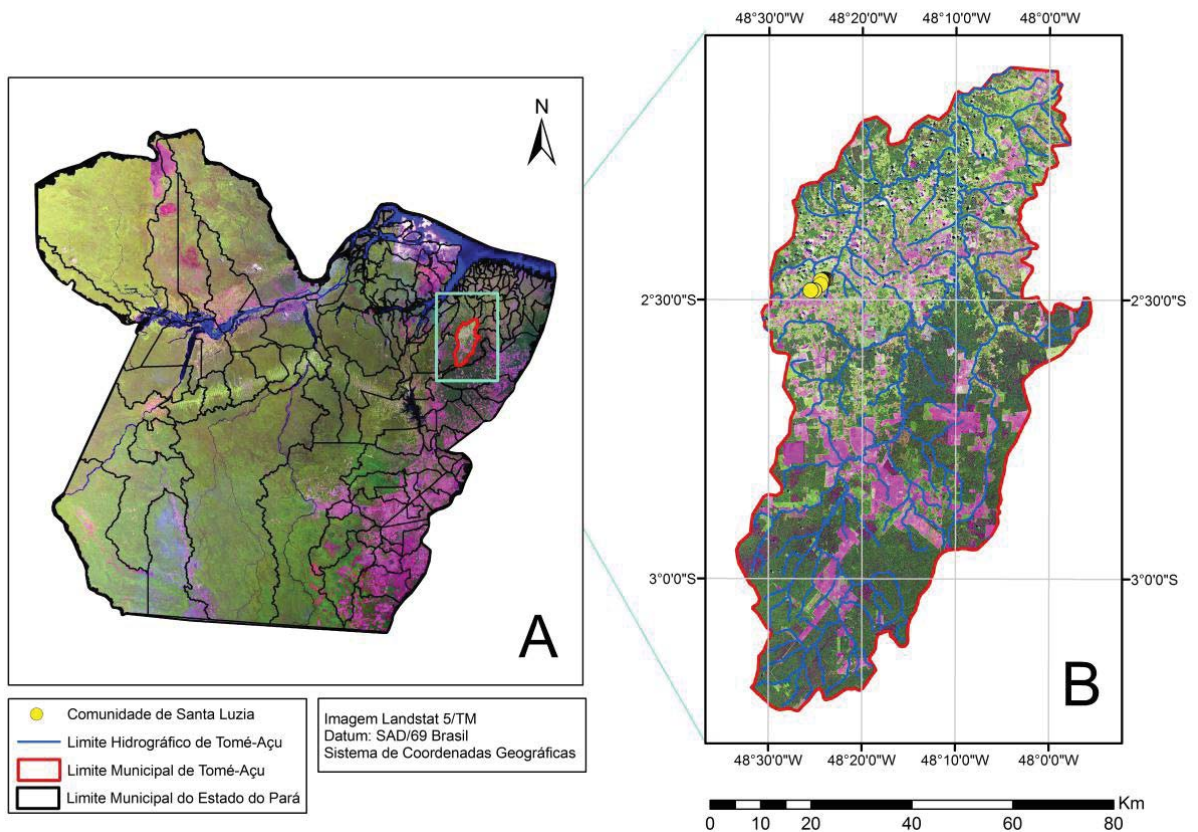 N
A
Comunidade de Santa Luzia
Limite Hidrográfico de Tomé-Açu
Limite Municipal de Tomé-Açu
Limite Municipal do Estado do Pará
Imagem Landstat 5/TM
Datum: SAD/69 Brasil
Sistema de Coordenadas Geográficas
48°30'0"W 48°20'0"W 48°10'0"W 48°0'0"W
2°30'0"S 2°30'0"S
3°0'0"S 3°0'0"S
B
48°30'0"W 48°20'0"W 48°10'0"W 48°0'0"W
Km
0 10 20 40 60 80